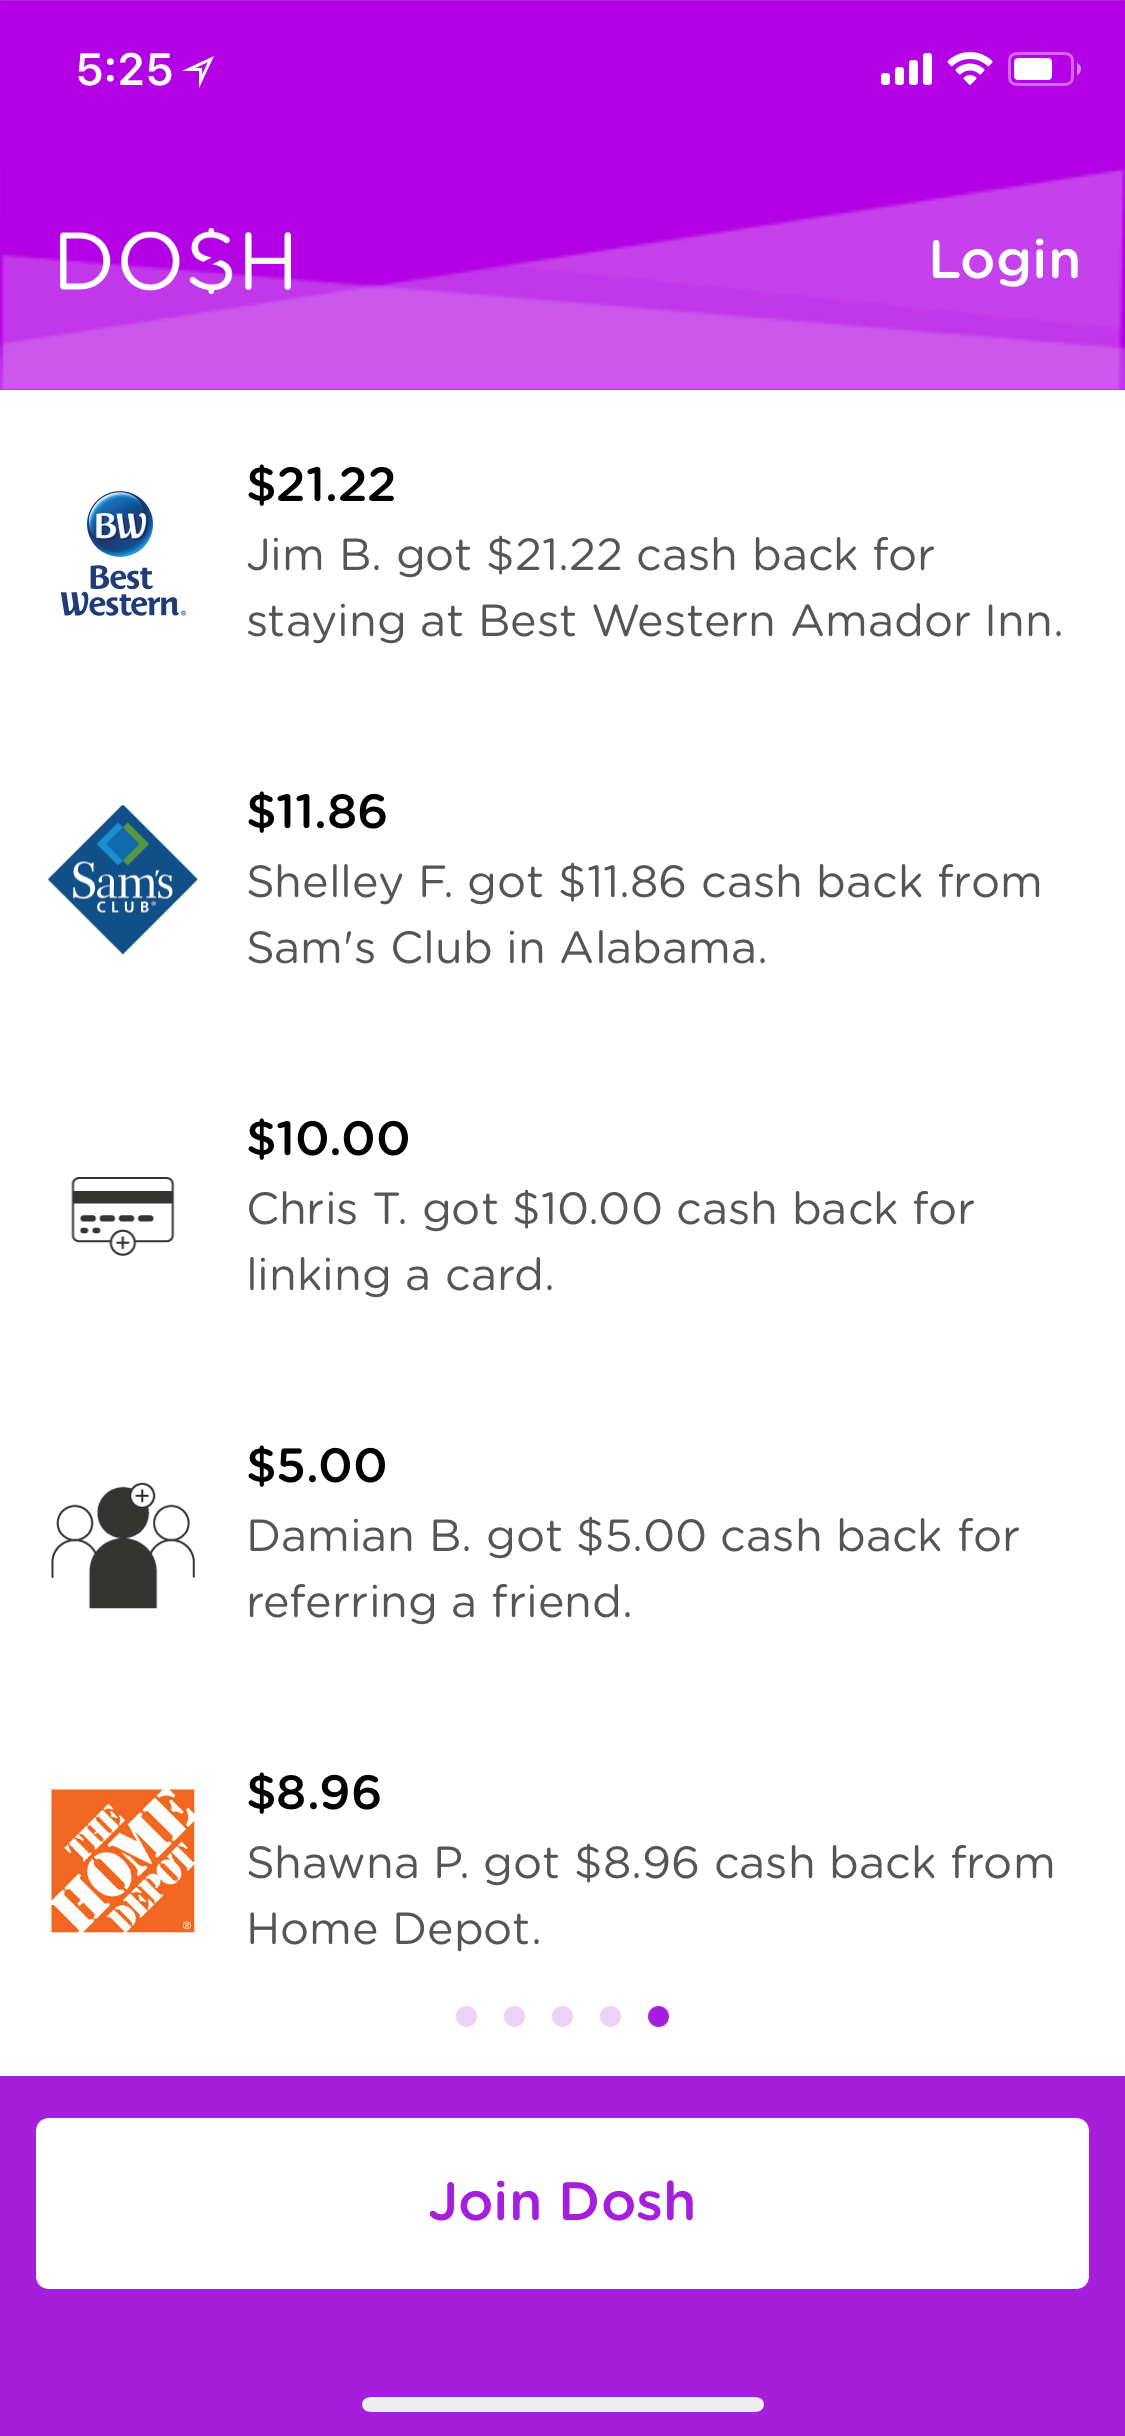 5:25
DO$H
Login
$21.22
BW
Best
Western®
Jim B. got $21.22 cash back for
staying at Best Western Amador Inn.
$11.86
Sam's
CLUB®
Shelley F. got $11.86 cash back from
Sam's Club in Alabama.
$10.00
Chris T. got $10.00 cash back for
linking a card.
$5.00
Damian B. got $5.00 cash back for
referring a friend.
$8.96
THE
HOME
DEPOT
®
Shawna P. got $8.96 cash back from
Home Depot.
Join Dosh